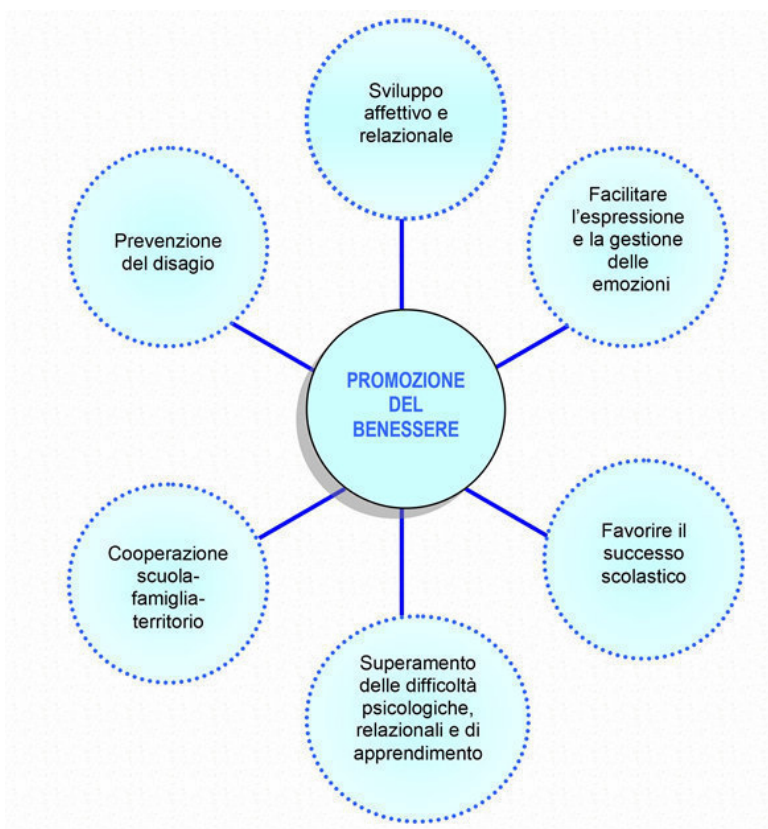 Sviluppo
affettivo e
relazionale
Facilitare
l'espressione
e la gestione
delle
emozioni
Prevenzione
del disagio
PROMOZIONE
DEL
BENESSERE
Favorire il
successo
scolastico
Cooperazione
scuola-
famiglia-
territorio
Superamento
delle difficoltà
psicologiche,
relazionali e di
apprendimento